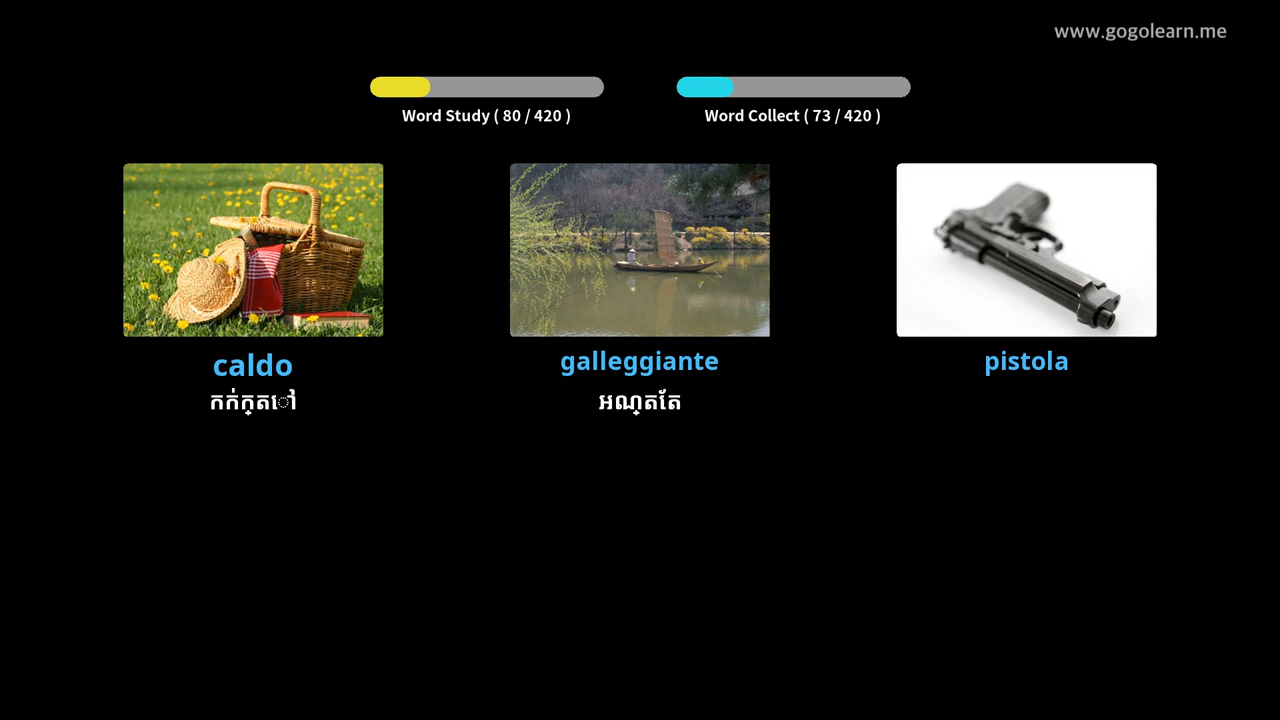 www.gogolearn.me
Word Study ( 80 / 420 )
Word Collect ( 73 / 420 )
caldo
galleggiante
pistola
កក់ក្តៅ
អណ្តែត